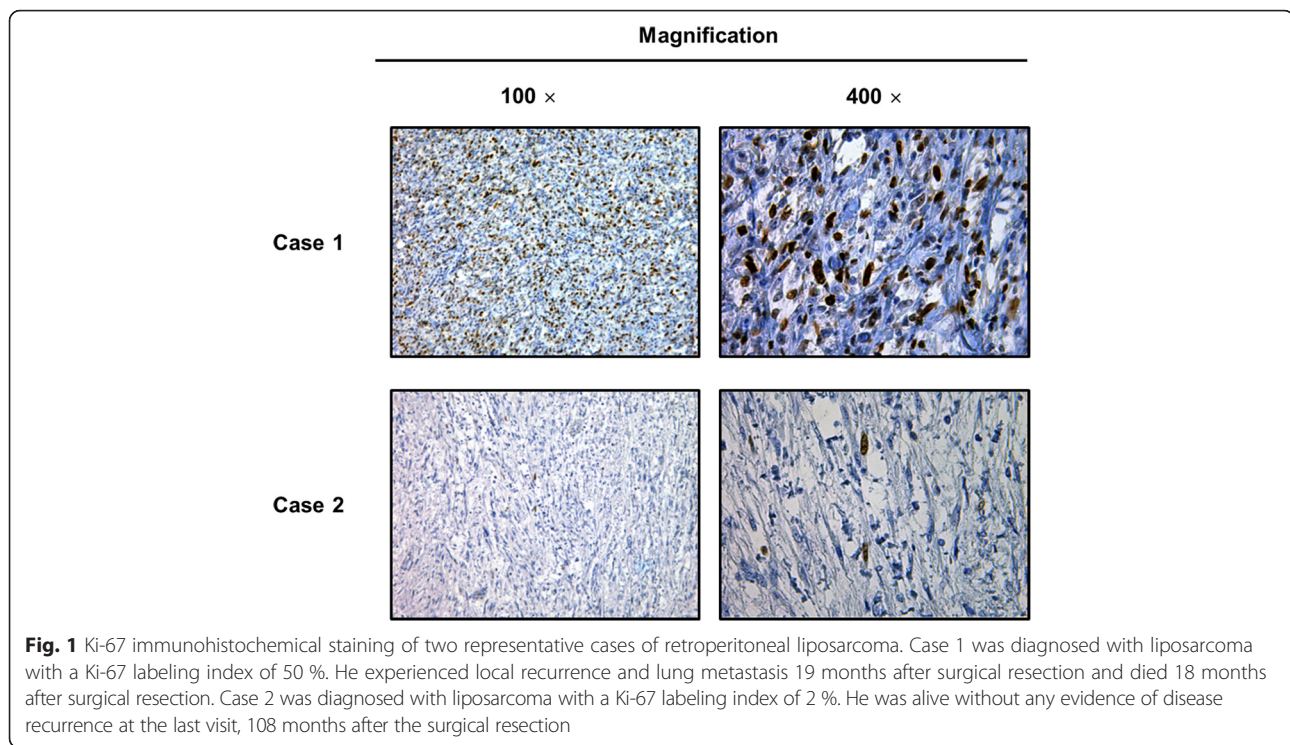 Magnification
100 ×
400 ×
Case 1
Case 2
Fig. 1 Ki-67 immunohistochemical staining of two representative cases of retroperitoneal liposarcoma. Case 1 was diagnosed with liposarcoma
with a Ki-67 labeling index of 50 %. He experienced local recurrence and lung metastasis 19 months after surgical resection and died 18 months
after surgical resection. Case 2 was diagnosed with liposarcoma with a Ki-67 labeling index of 2 %. He was alive without any evidence of disease
recurrence at the last visit, 108 months after the surgical resection